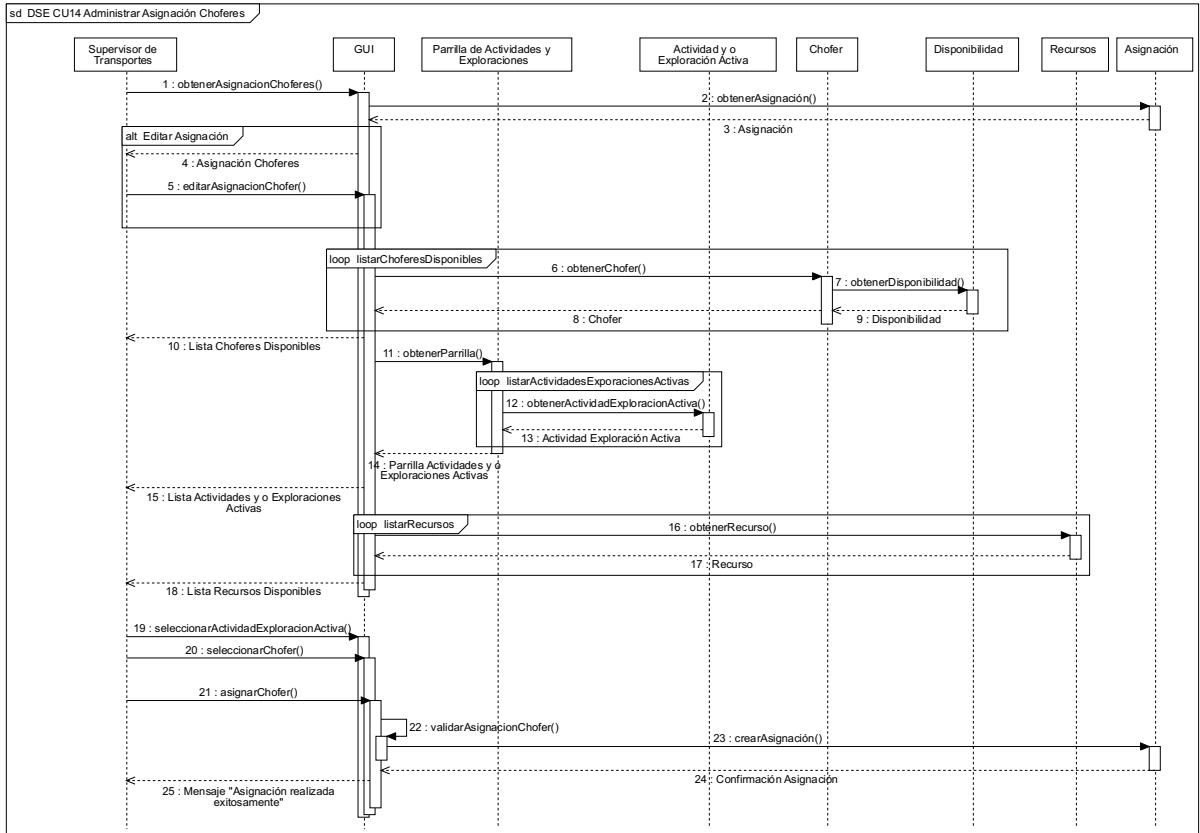 sd DSE CU14 Administrar Asignación Choferes
Supervisor de
Transportes
GUI
Parrilla de Actividades y
Exploraciones
Actividad y o
Exploración Activa
Chofer
Disponibilidad
Recursos
Asignación
1 : obtenerAsignacionChoferes()
2 : obtenerAsignación()
3 : Asignación
alt Editar Asignación
4 : Asignación Choferes
5 : editarAsignacionChofer()
loop listarChoferesDisponibles
6 : obtenerChofer()
7 : obtenerDisponibilidad()
8 : Chofer
9 : Disponibilidad
10 : Lista Choferes Disponibles
11 : obtenerParrilla()
loop listarActividadesExporacionesActivas
12 : obtenerActividadExploracionActiva()
13 : Actividad Exploración Activa
14 : Parrilla Actividades y o
Exploraciones Activas
15 : Lista Actividades y o Exploraciones
Activas
loop listarRecursos
16 : obtenerRecurso()
17 : Recurso
18 : Lista Recursos Disponibles
19 : seleccionarActividadExploracionActiva()
20 : seleccionarChofer()
21 : asignarChofer()
22 : validarAsignacionChofer()
23 : crearAsignación()
24 : Confirmación Asignación
25 : Mensaje "Asignación realizada
exitosamente"